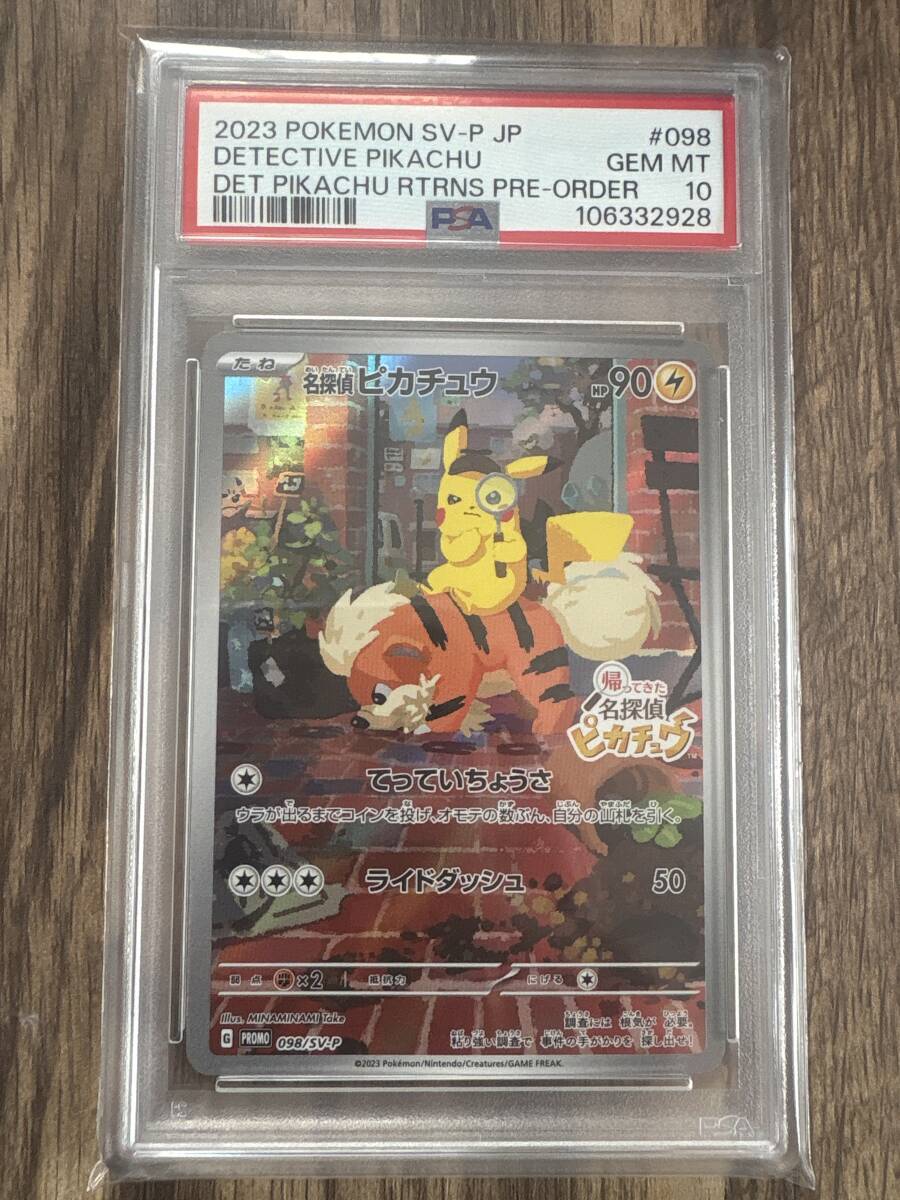 2023 POKEMON SV-P JP #098
DETECTIVE PIKACHU GEM MT
DET PIKACHU RTRNS PRE-ORDER 10
PSA 106332928
たね
名探偵ピカチュウ HP90
帰ってきた
名探偵
ピカチュウ
てっていちょうさ
ウラが出るまでコインを投げ、オモテの数ぶん、自分の山札を引く。
ライドダッシュ 50
弱点 ×2 抵抗力 にげる
Illus. MINAMINAMI Take
G PROMO 098/SV-P
調査には 根気が 必要。
粘り強い調査で 事件の手がかりを 探し出せ!
©2023 Pokémon/Nintendo/Creatures/GAME FREAK.
PSA